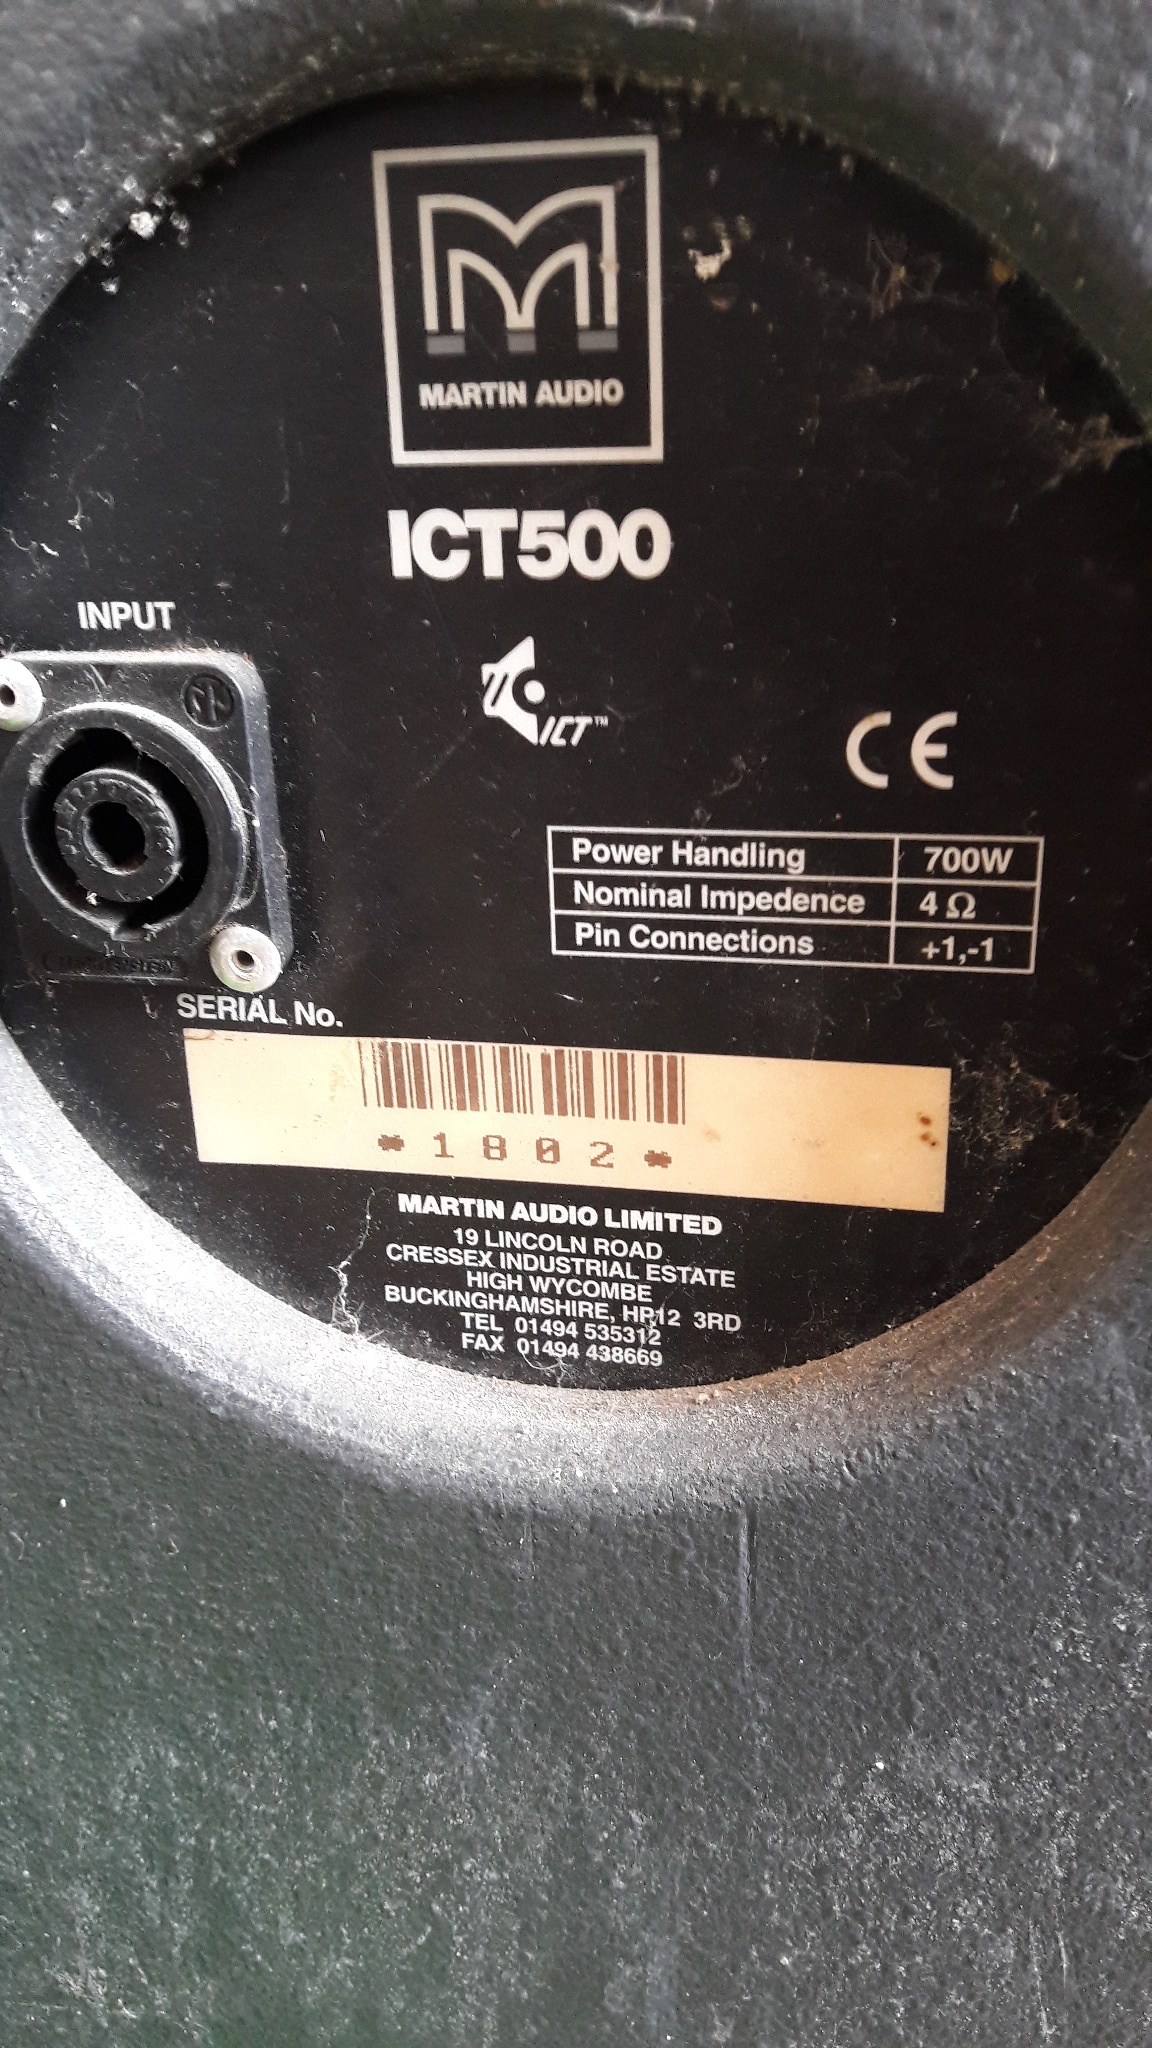 MARTIN AUDIO
ICT500
INPUT
ICT™
CE
Power Handling 700W
Nominal Impedence 4 Ω
Pin Connections +1,-1
SERIAL No.
*1802*
MARTIN AUDIO LIMITED
19 LINCOLN ROAD
CRESSEX INDUSTRIAL ESTATE
HIGH WYCOMBE
BUCKINGHAMSHIRE, HP12 3RD
TEL 01494 535312
FAX 01494 438669